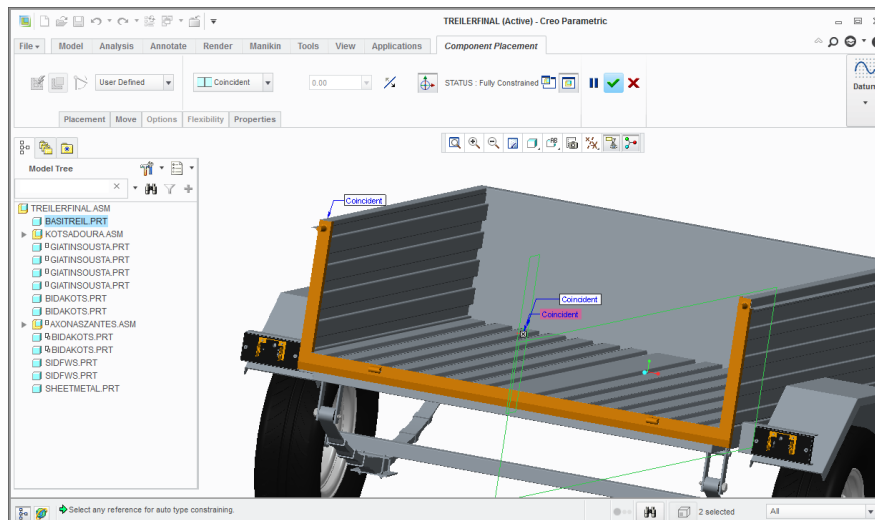 TREILERFINAL (Active) - Creo Parametric
File Model Analysis Annotate Render Manikin Tools View Applications Component Placement
User Defined Coincident 0.00 STATUS : Fully Constrained
Datum
Placement Move Options Flexibility Properties
Model Tree
TREILERFINAL.ASM
BASITREIL.PRT
KOTSADOURA.ASM
GIATINSOUSTA.PRT
GIATINSOUSTA.PRT
GIATINSOUSTA.PRT
GIATINSOUSTA.PRT
BIDAKOTS.PRT
BIDAKOTS.PRT
AXONASZANTES.ASM
BIDAKOTS.PRT
BIDAKOTS.PRT
SIDFWS.PRT
SIDFWS.PRT
SHEETMETAL.PRT
Coincident
Coincident
Coincident
Select any reference for auto type constraining.
2 selected
All